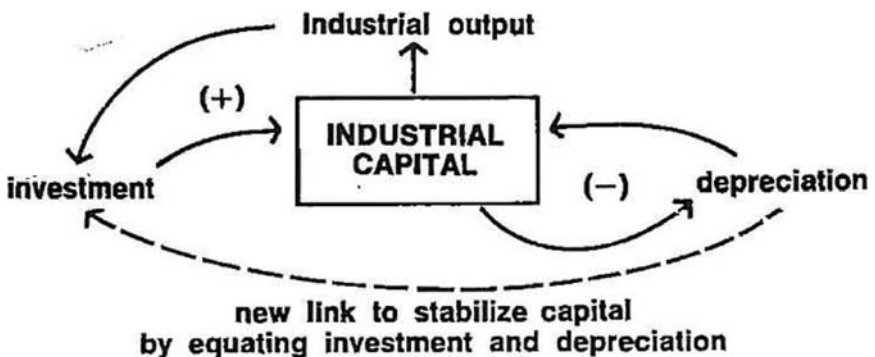 Industrial output
(+)
INDUSTRIAL
CAPITAL
investment
(−)
depreciation
new link to stabilize capital
by equating investment and depreciation